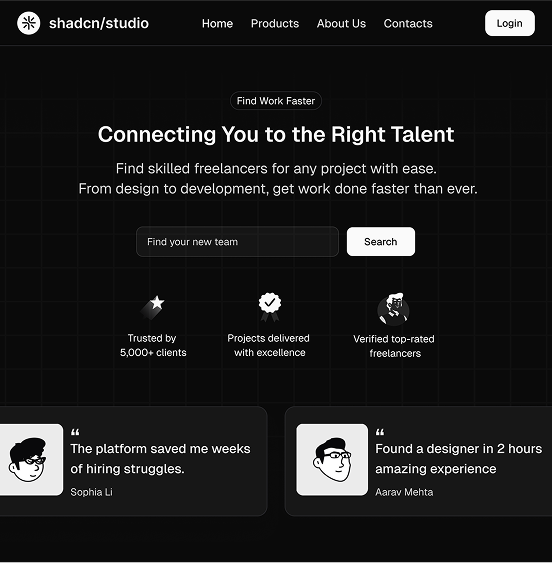 shadcn/studio
Home
Products
About Us
Contacts
Login
Find Work Faster
Connecting You to the Right Talent
Find skilled freelancers for any project with ease.
From design to development, get work done faster than ever.
Find your new team
Search
Trusted by
5,000+ clients
Projects delivered
with excellence
Verified top-rated
freelancers
“
The platform saved me weeks
of hiring struggles.
Sophia Li
“
Found a designer in 2 hours
amazing experience
Aarav Mehta